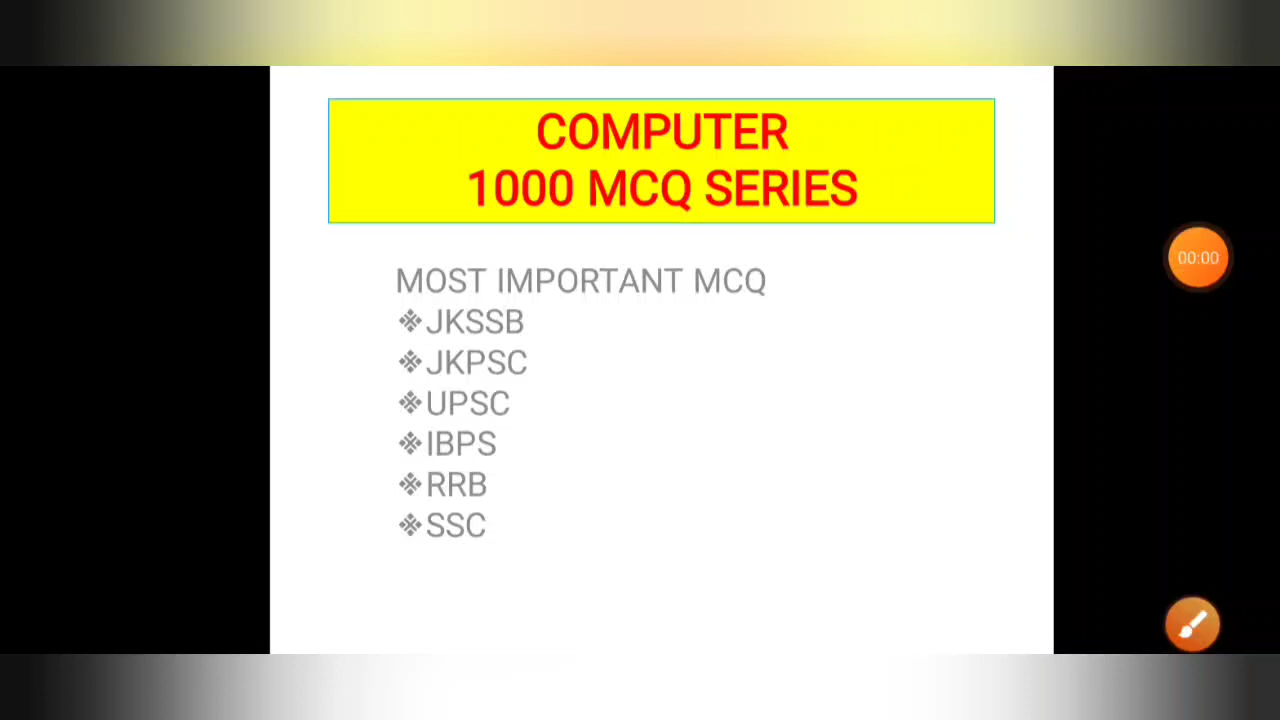 COMPUTER
1000 MCQ SERIES
MOST IMPORTANT MCQ
❖JKSSB
❖JKPSC
❖UPSC
❖IBPS
❖RRB
❖SSC
00:00